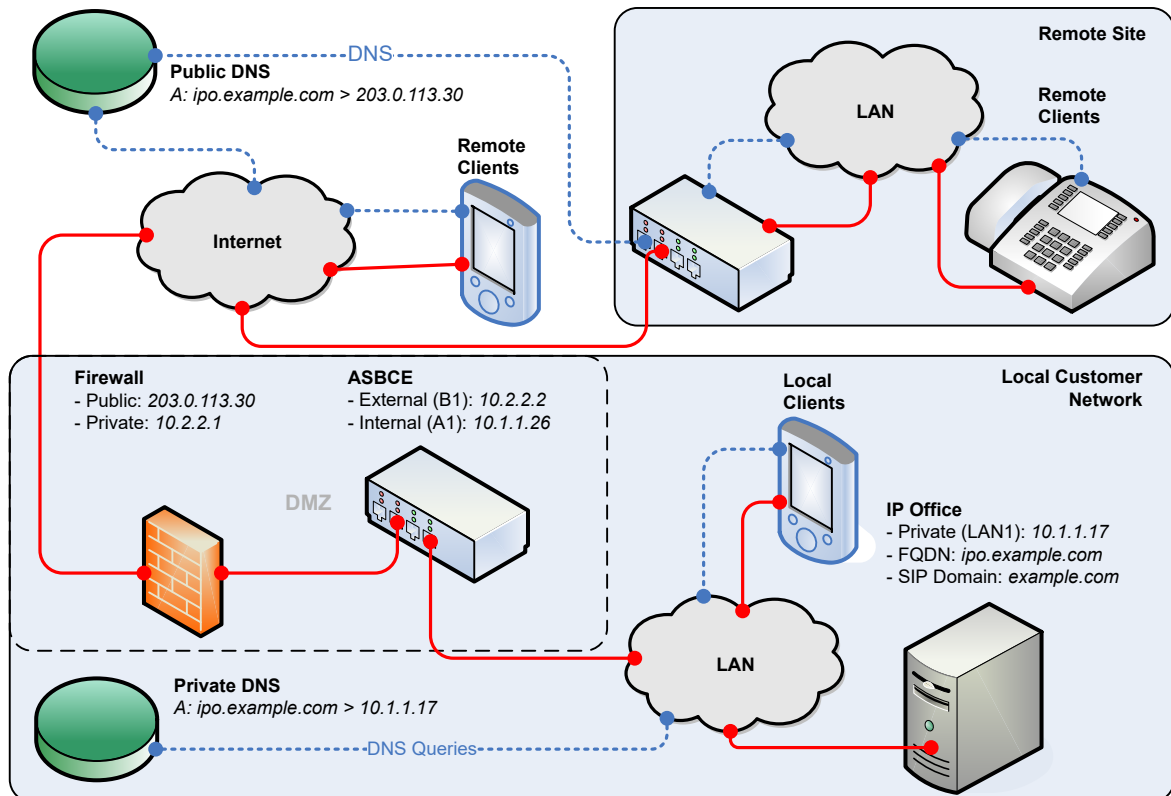 DNS
Public DNS
A: ipo.example.com > 203.0.113.30
Remote Site
Remote
Clients
LAN
Remote
Clients
Internet
Firewall
- Public: 203.0.113.30
- Private: 10.2.2.1
ASBCE
- External (B1): 10.2.2.2
- Internal (A1): 10.1.1.26
Local
Clients
Local Customer
Network
DMZ
IP Office
- Private (LAN1): 10.1.1.17
- FQDN: ipo.example.com
- SIP Domain: example.com
LAN
Private DNS
A: ipo.example.com > 10.1.1.17
DNS Queries